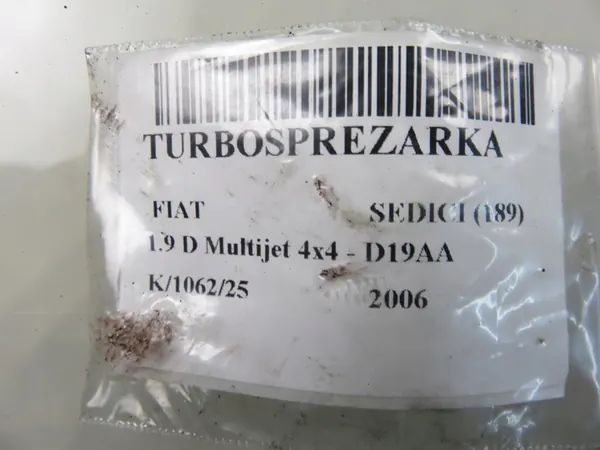 TURBOSPREZARKA
FIAT SEDICI (189)
1.9 D Multijet 4x4 - D19AA
K/1062/25 2006